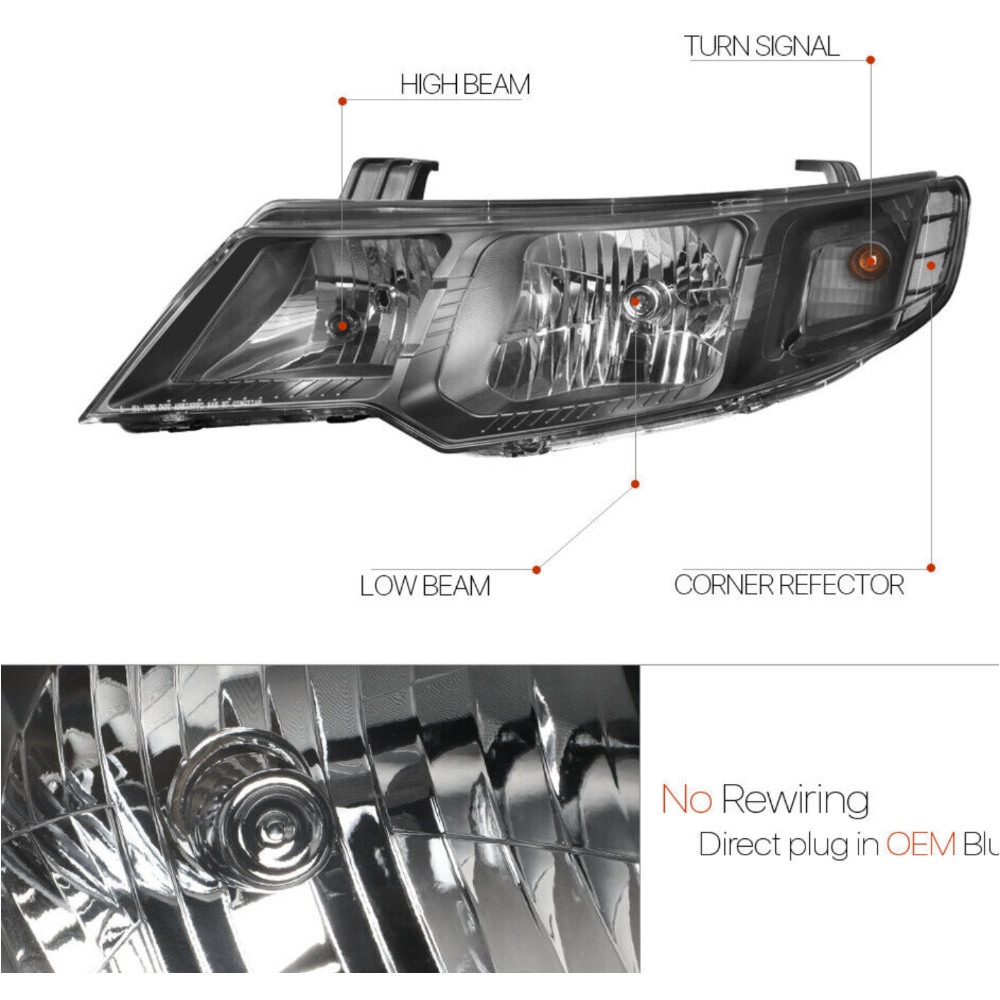 TURN SIGNAL
HIGH BEAM
LOW BEAM
CORNER REFECTOR
No Rewiring
Direct plug in OEM Blu